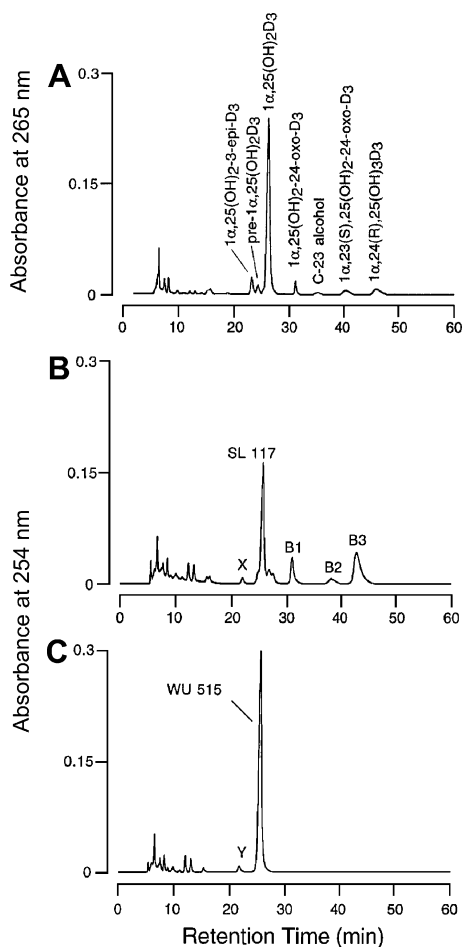 A
Absorbance at 265 nm
0.3
0.15
0
1α,25(OH)2-3-epi-D3
pre-1α,25(OH)2D3
1α,25(OH)2D3
1α,25(OH)2-24-oxo-D3
C-23 alcohol
1α,23(S),25(OH)2-24-oxo-D3
1α,24(R),25(OH)3D3
0 10 20 30 40 50 60
B
Absorbance at 254 nm
0.3
0.15
0
SL 117
X
B1
B2
B3
0 10 20 30 40 50 60
C
0.3
0.15
0
WU 515
Y
0 10 20 30 40 50 60
Retention Time (min)